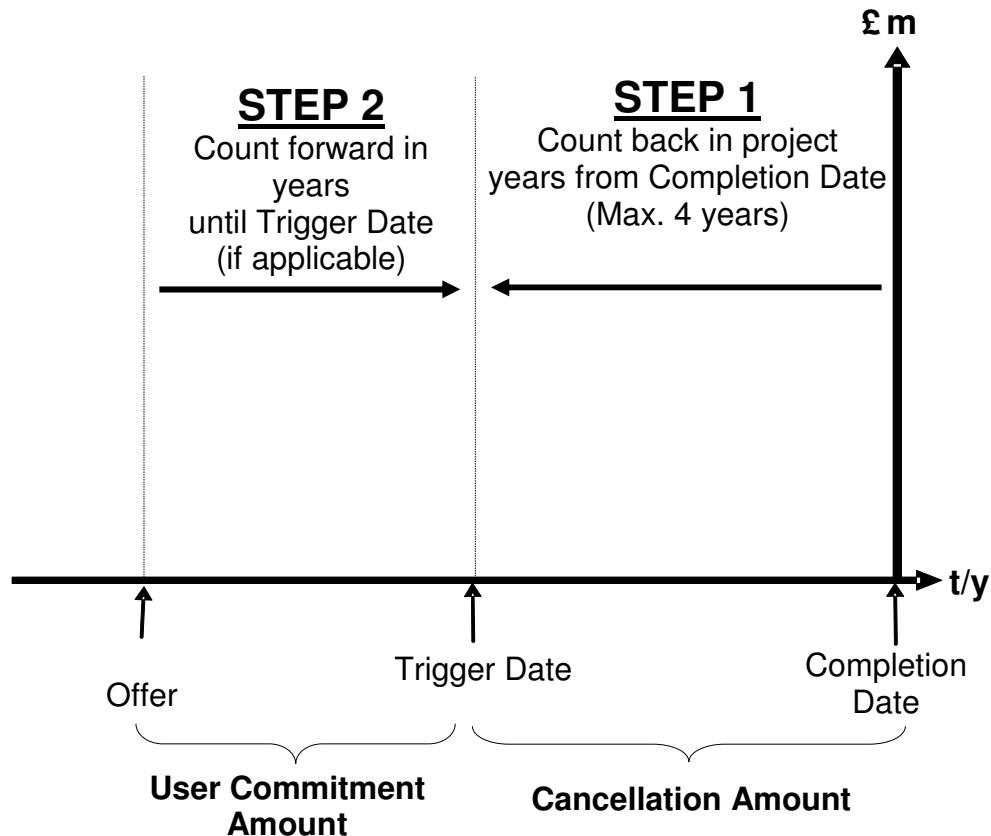 £ m
STEP 2
Count forward in
years
until Trigger Date
(if applicable)
STEP 1
Count back in project
years from Completion Date
(Max. 4 years)
t/y
Offer
Trigger Date
Completion
Date
User Commitment
Amount
Cancellation Amount